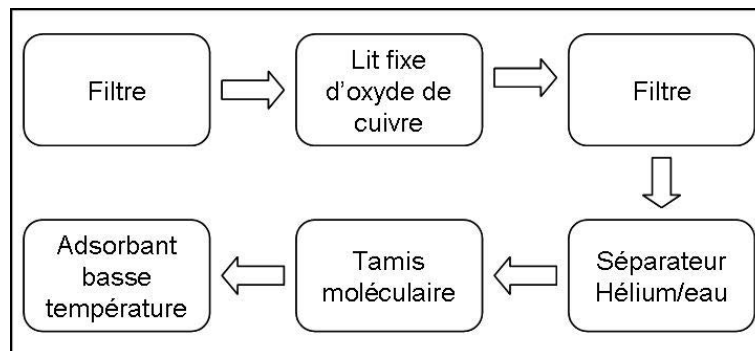 Filtre
Lit fixe
d'oxyde de
cuivre
Filtre
Séparateur
Hélium/eau
Tamis
moléculaire
Adsorbant
basse
température